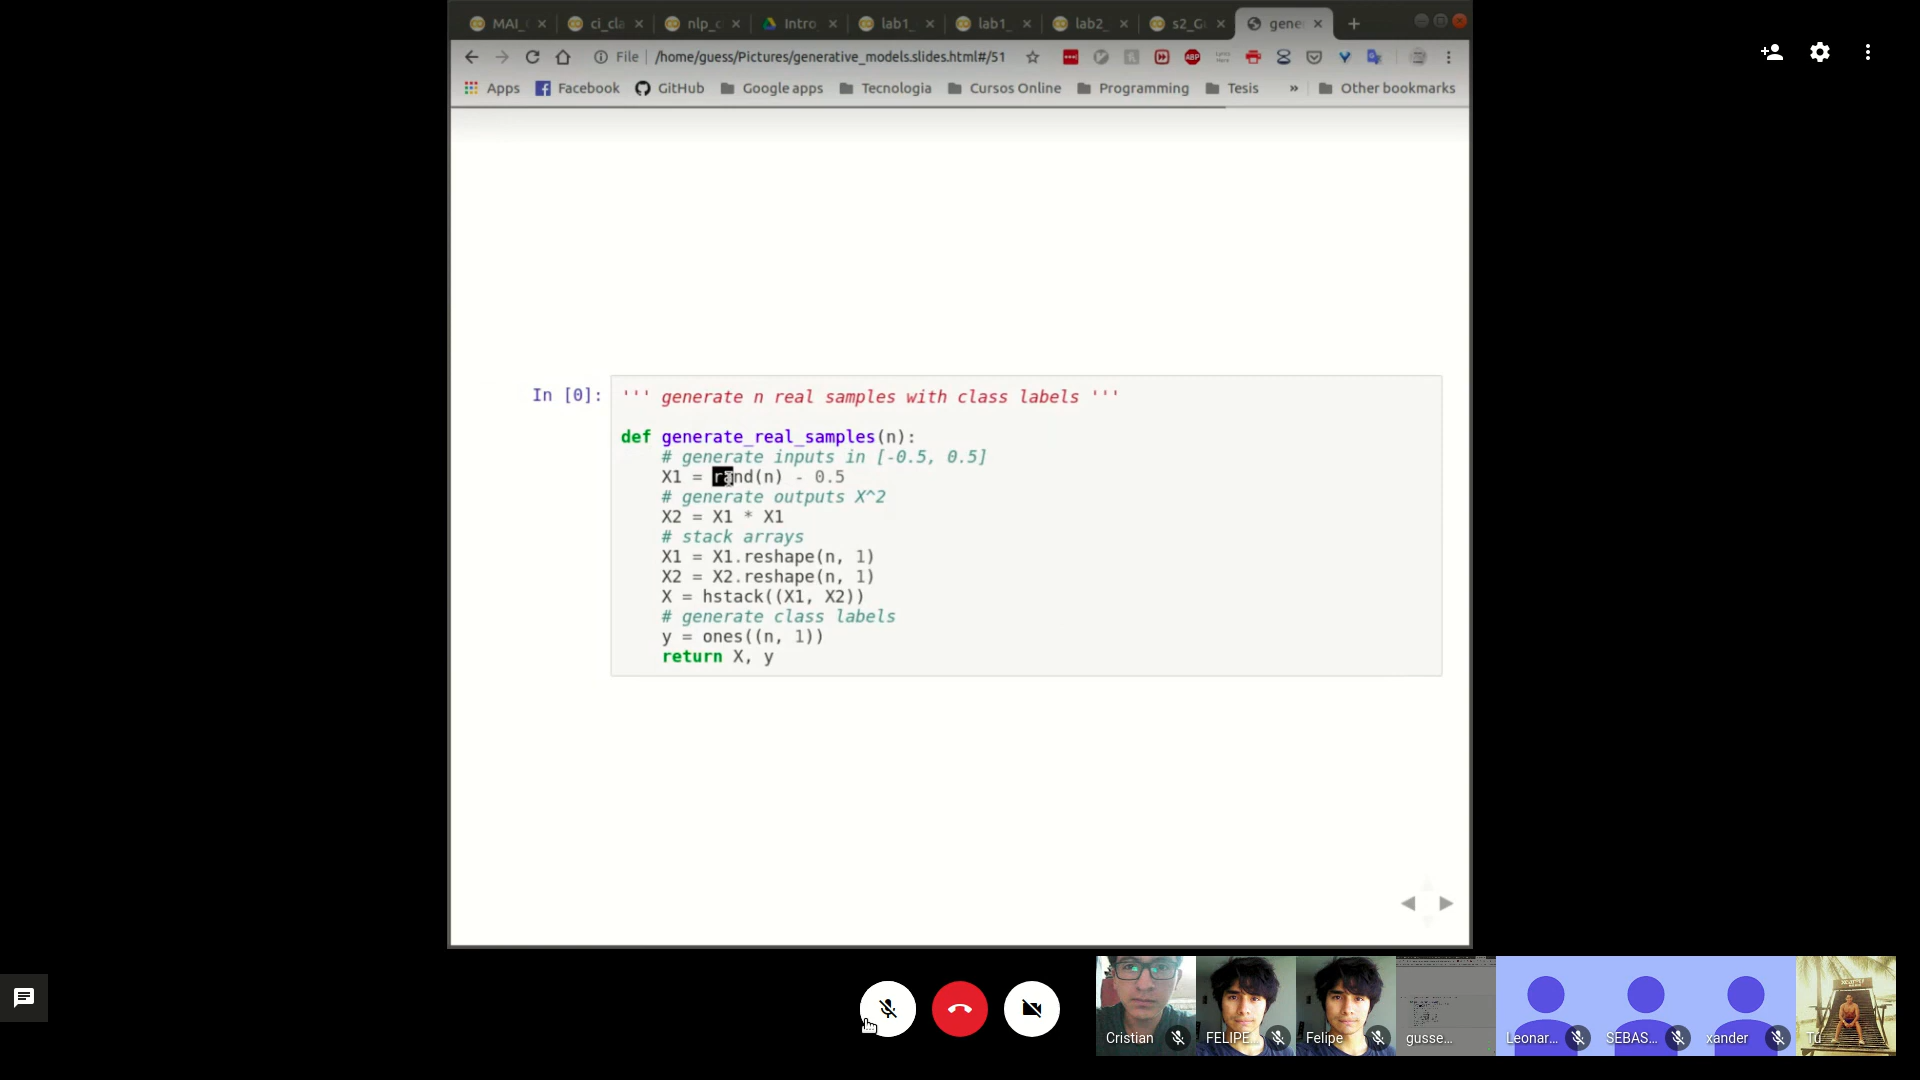 MAI_
ci_cla
nlp_c
Intro
lab1_
lab1_
lab2_
s2_Gu
gene
File
/home/guess/Pictures/generative_models.slides.html#/51
ABP
Apps
Facebook
GitHub
Google apps
Tecnologia
Cursos Online
Programming
Tesis
»
Other bookmarks
In [0]:
''' generate n real samples with class labels '''
def generate_real_samples(n):
# generate inputs in [-0.5, 0.5]
X1 = rand(n) - 0.5
# generate outputs X^2
X2 = X1 * X1
# stack arrays
X1 = X1.reshape(n, 1)
X2 = X2.reshape(n, 1)
X = hstack((X1, X2))
# generate class labels
y = ones((n, 1))
return X, y
Cristian
FELIPE...
Felipe
gusse...
Leonar...
SEBAS...
xander
Tú